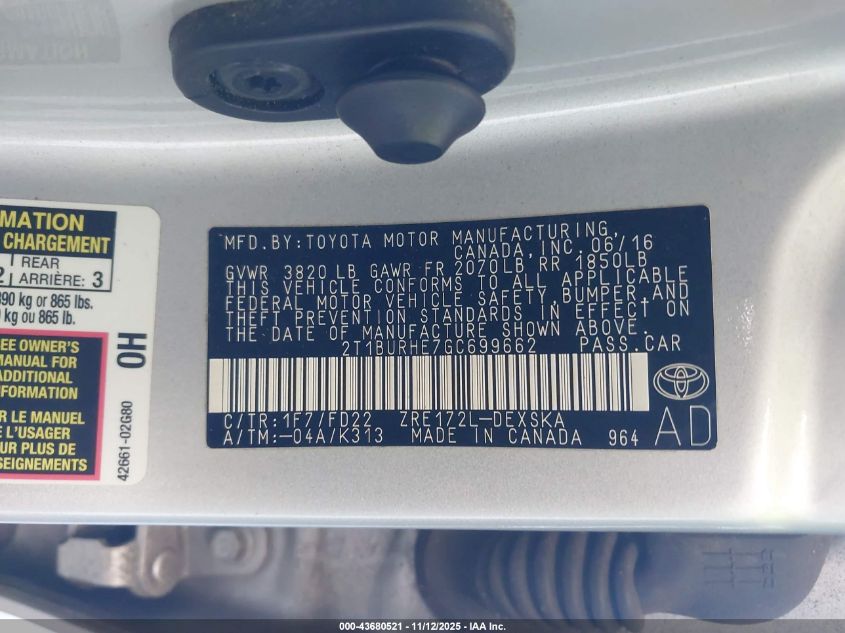 MATION
CHARGEMENT
REAR
2 ARRIÈRE: 3
390 kg or 865 lbs.
kg ou 865 lb.
EE OWNER'S
MANUAL FOR
ADDITIONAL
NFORMATION
R LE MANUEL
L'USAGER
UR PLUS DE
SEIGNEMENTS
OH
42661-02G80
MFD. BY: TOYOTA MOTOR MANUFACTURING,
CANADA, INC. 06/16
GVWR 3820 LB GAWR FR 2070LB RR 1850LB
THIS VEHICLE CONFORMS TO ALL APPLICABLE
FEDERAL MOTOR VEHICLE SAFETY, BUMPER, AND
THEFT PREVENTION STANDARDS IN EFFECT ON
THE DATE OF MANUFACTURE SHOWN ABOVE.
2T1BURHE7GC699662 PASS. CAR
C/TR: 1F7/FD22 ZRE172L-DEXSKA
A/TM: -04A/K313 MADE IN CANADA 964
AD
000-43680521 - 11/12/2025 - IAA Inc.